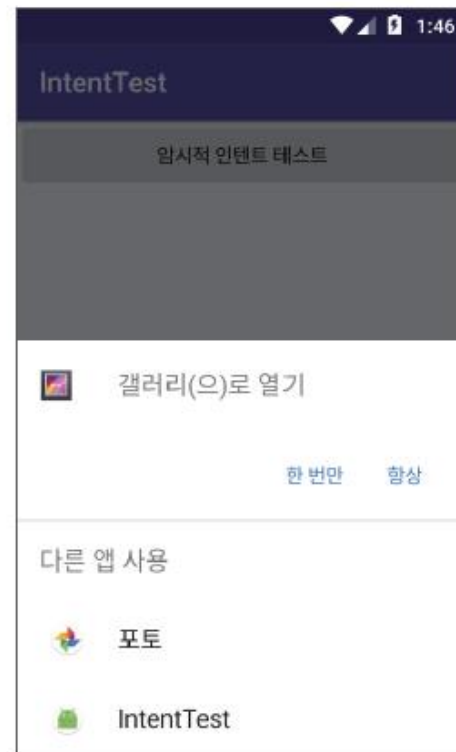 1:46
IntentTest
암시적 인텐트 테스트
갤러리(으)로 열기
한 번만 항상
다른 앱 사용
포토
IntentTest